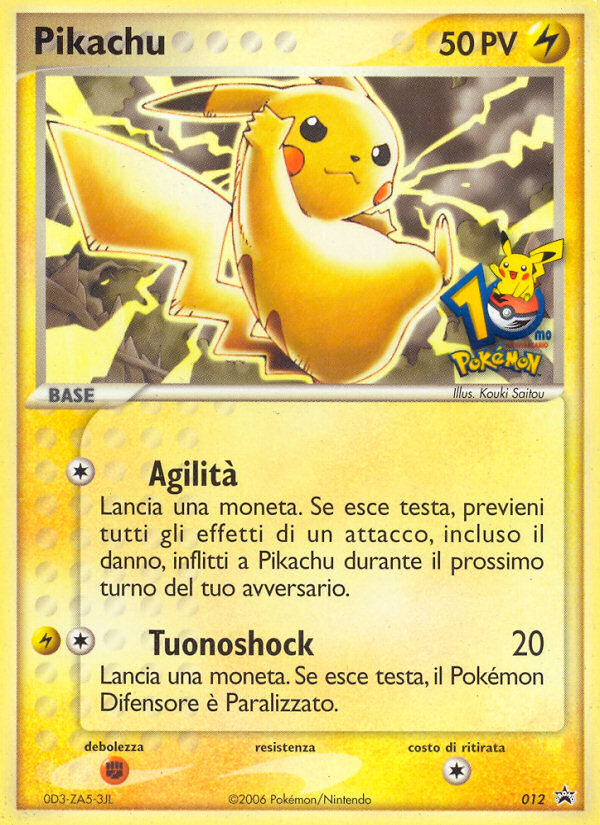 Pikachu 50 PV
10mo
ANNIVERSARIO
POKéMON
BASE
Illus. Kouki Saitou
Agilità
Lancia una moneta. Se esce testa, previeni
tutti gli effetti di un attacco, incluso il
danno, inflitti a Pikachu durante il prossimo
turno del tuo avversario.
Tuonoshock 20
Lancia una moneta. Se esce testa, il Pokémon
Difensore è Paralizzato.
debolezza resistenza costo di ritirata
0D3-ZA5-3JL ©2006 Pokémon/Nintendo 012